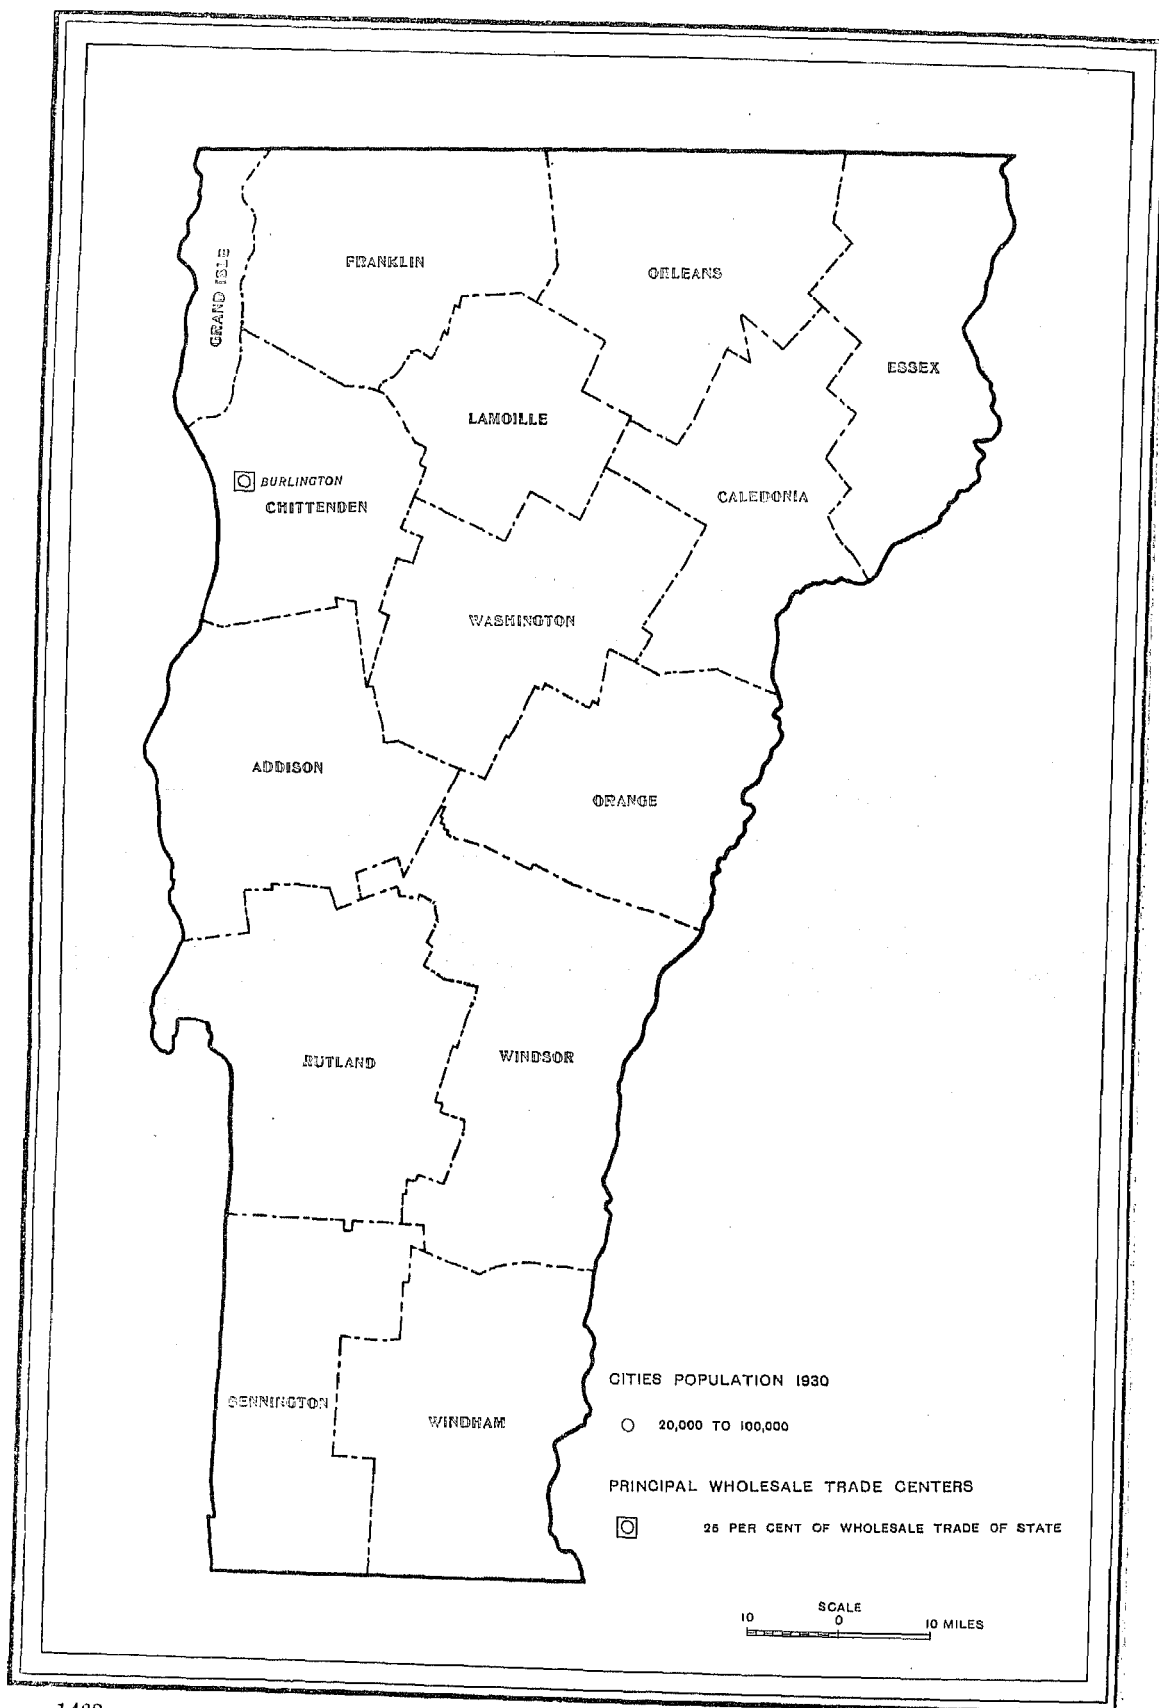 FRANKLIN
GRAND ISLE
ORLEANS
ESSEX
LAMOILLE
BURLINGTON
CHITTENDEN
CALEDONIA
WASHINGTON
ADDISON
ORANGE
RUTLAND
WINDSOR
BENNINGTON
WINDHAM
CITIES POPULATION 1930
20,000 TO 100,000
PRINCIPAL WHOLESALE TRADE CENTERS
25 PER CENT OF WHOLESALE TRADE OF STATE
SCALE
10 0 10 MILES